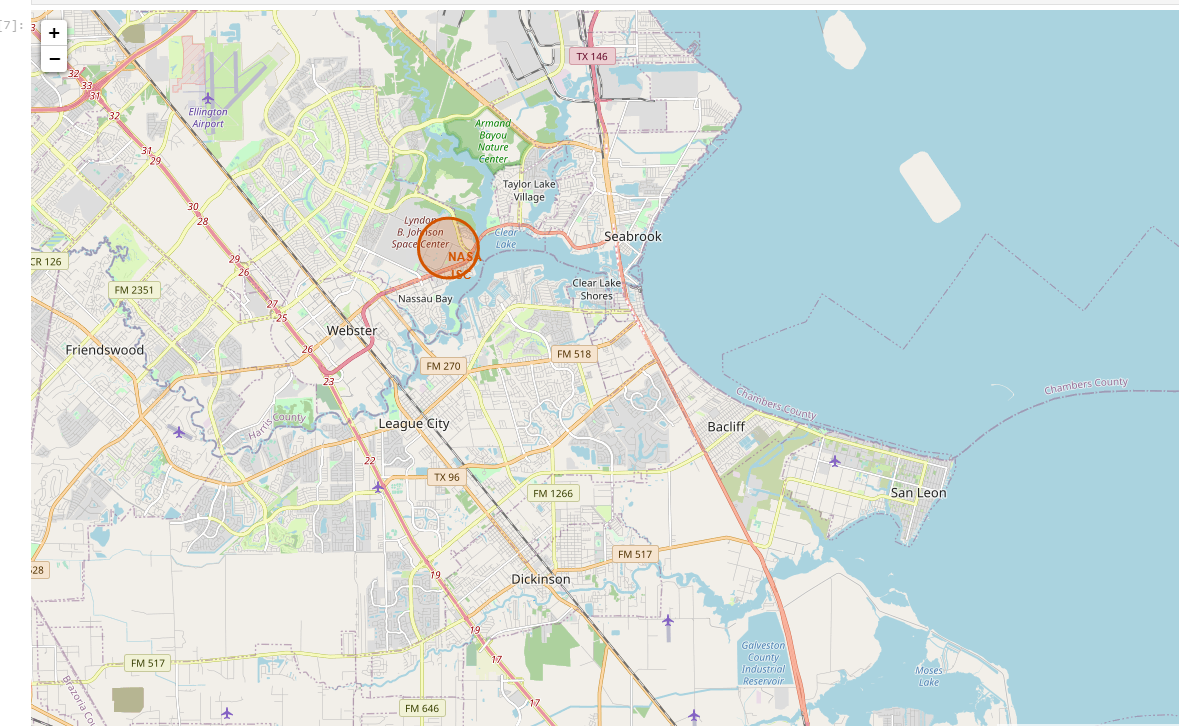 [7]:
+
−
3
TX 146
32
33
31
Ellington
Airport
32
Armand
Bayou
Nature
Center
31
29
Taylor Lake
Village
30
28
Lyndon
B. Johnson
Space Center
Clear
Lake
Seabrook
NASA
JSC
29
26
CR 126
FM 2351
Clear Lake
Shores
Nassau Bay
27
25
Webster
Friendswood
26
FM 518
FM 270
23
Chambers County
Chambers County
Harris County
League City
Bacliff
22
TX 96
FM 1266
San Leon
FM 517
528
19
Dickinson
19
17
FM 517
Galveston
County
Industrial
Reservoir
Moses
Lake
Brazoria Cou
17
FM 646